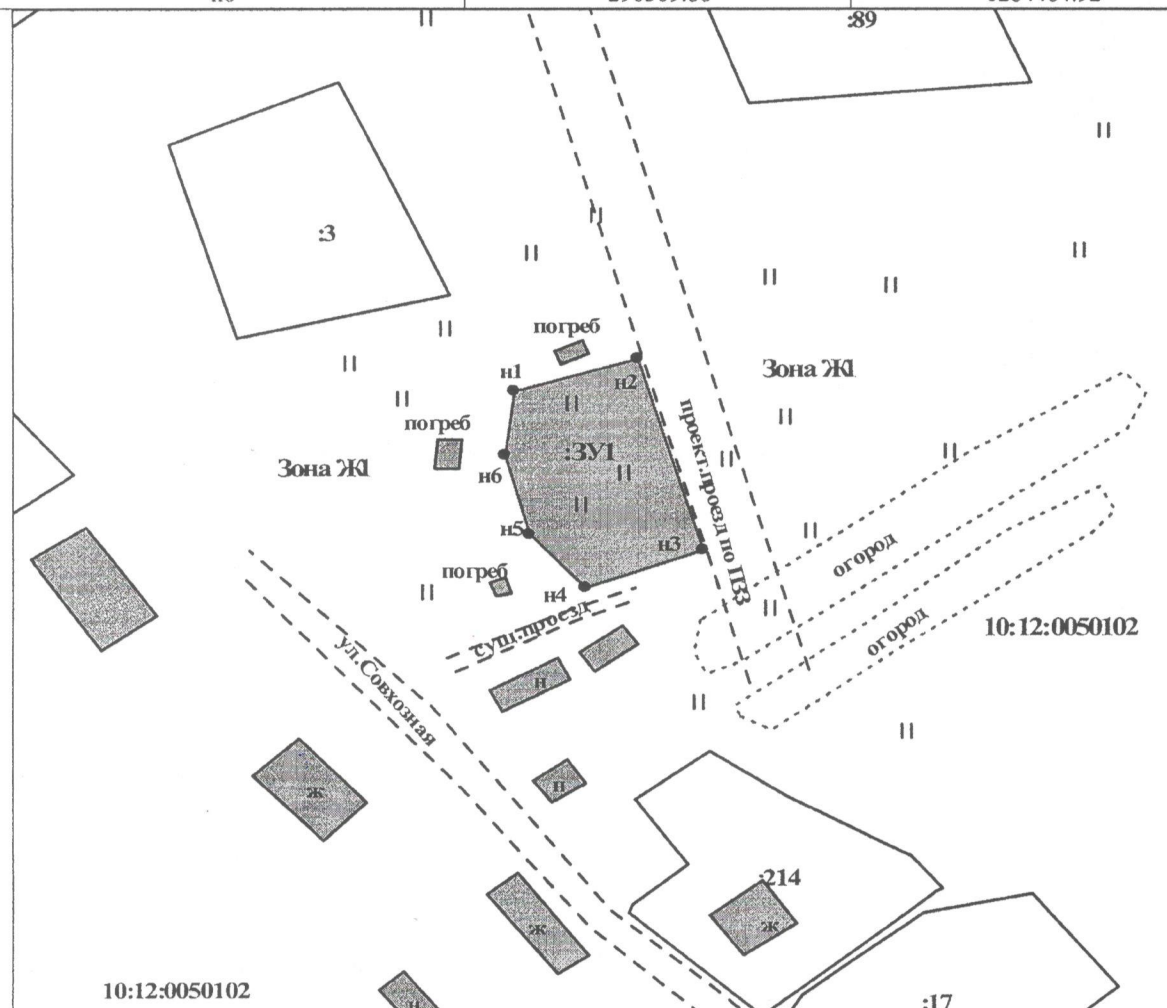 :89
:3
погреб
н1
н2
Зона Ж1
погреб
:ЗУ1
Зона Ж1
н6
проект.проезд по ПЗЗ
н5
н3
огород
погреб
н4
сущ.проезд
огород
10:12:0050102
ул.Совхозная
н
н
ж
:214
ж
ж
10:12:0050102
н
:17